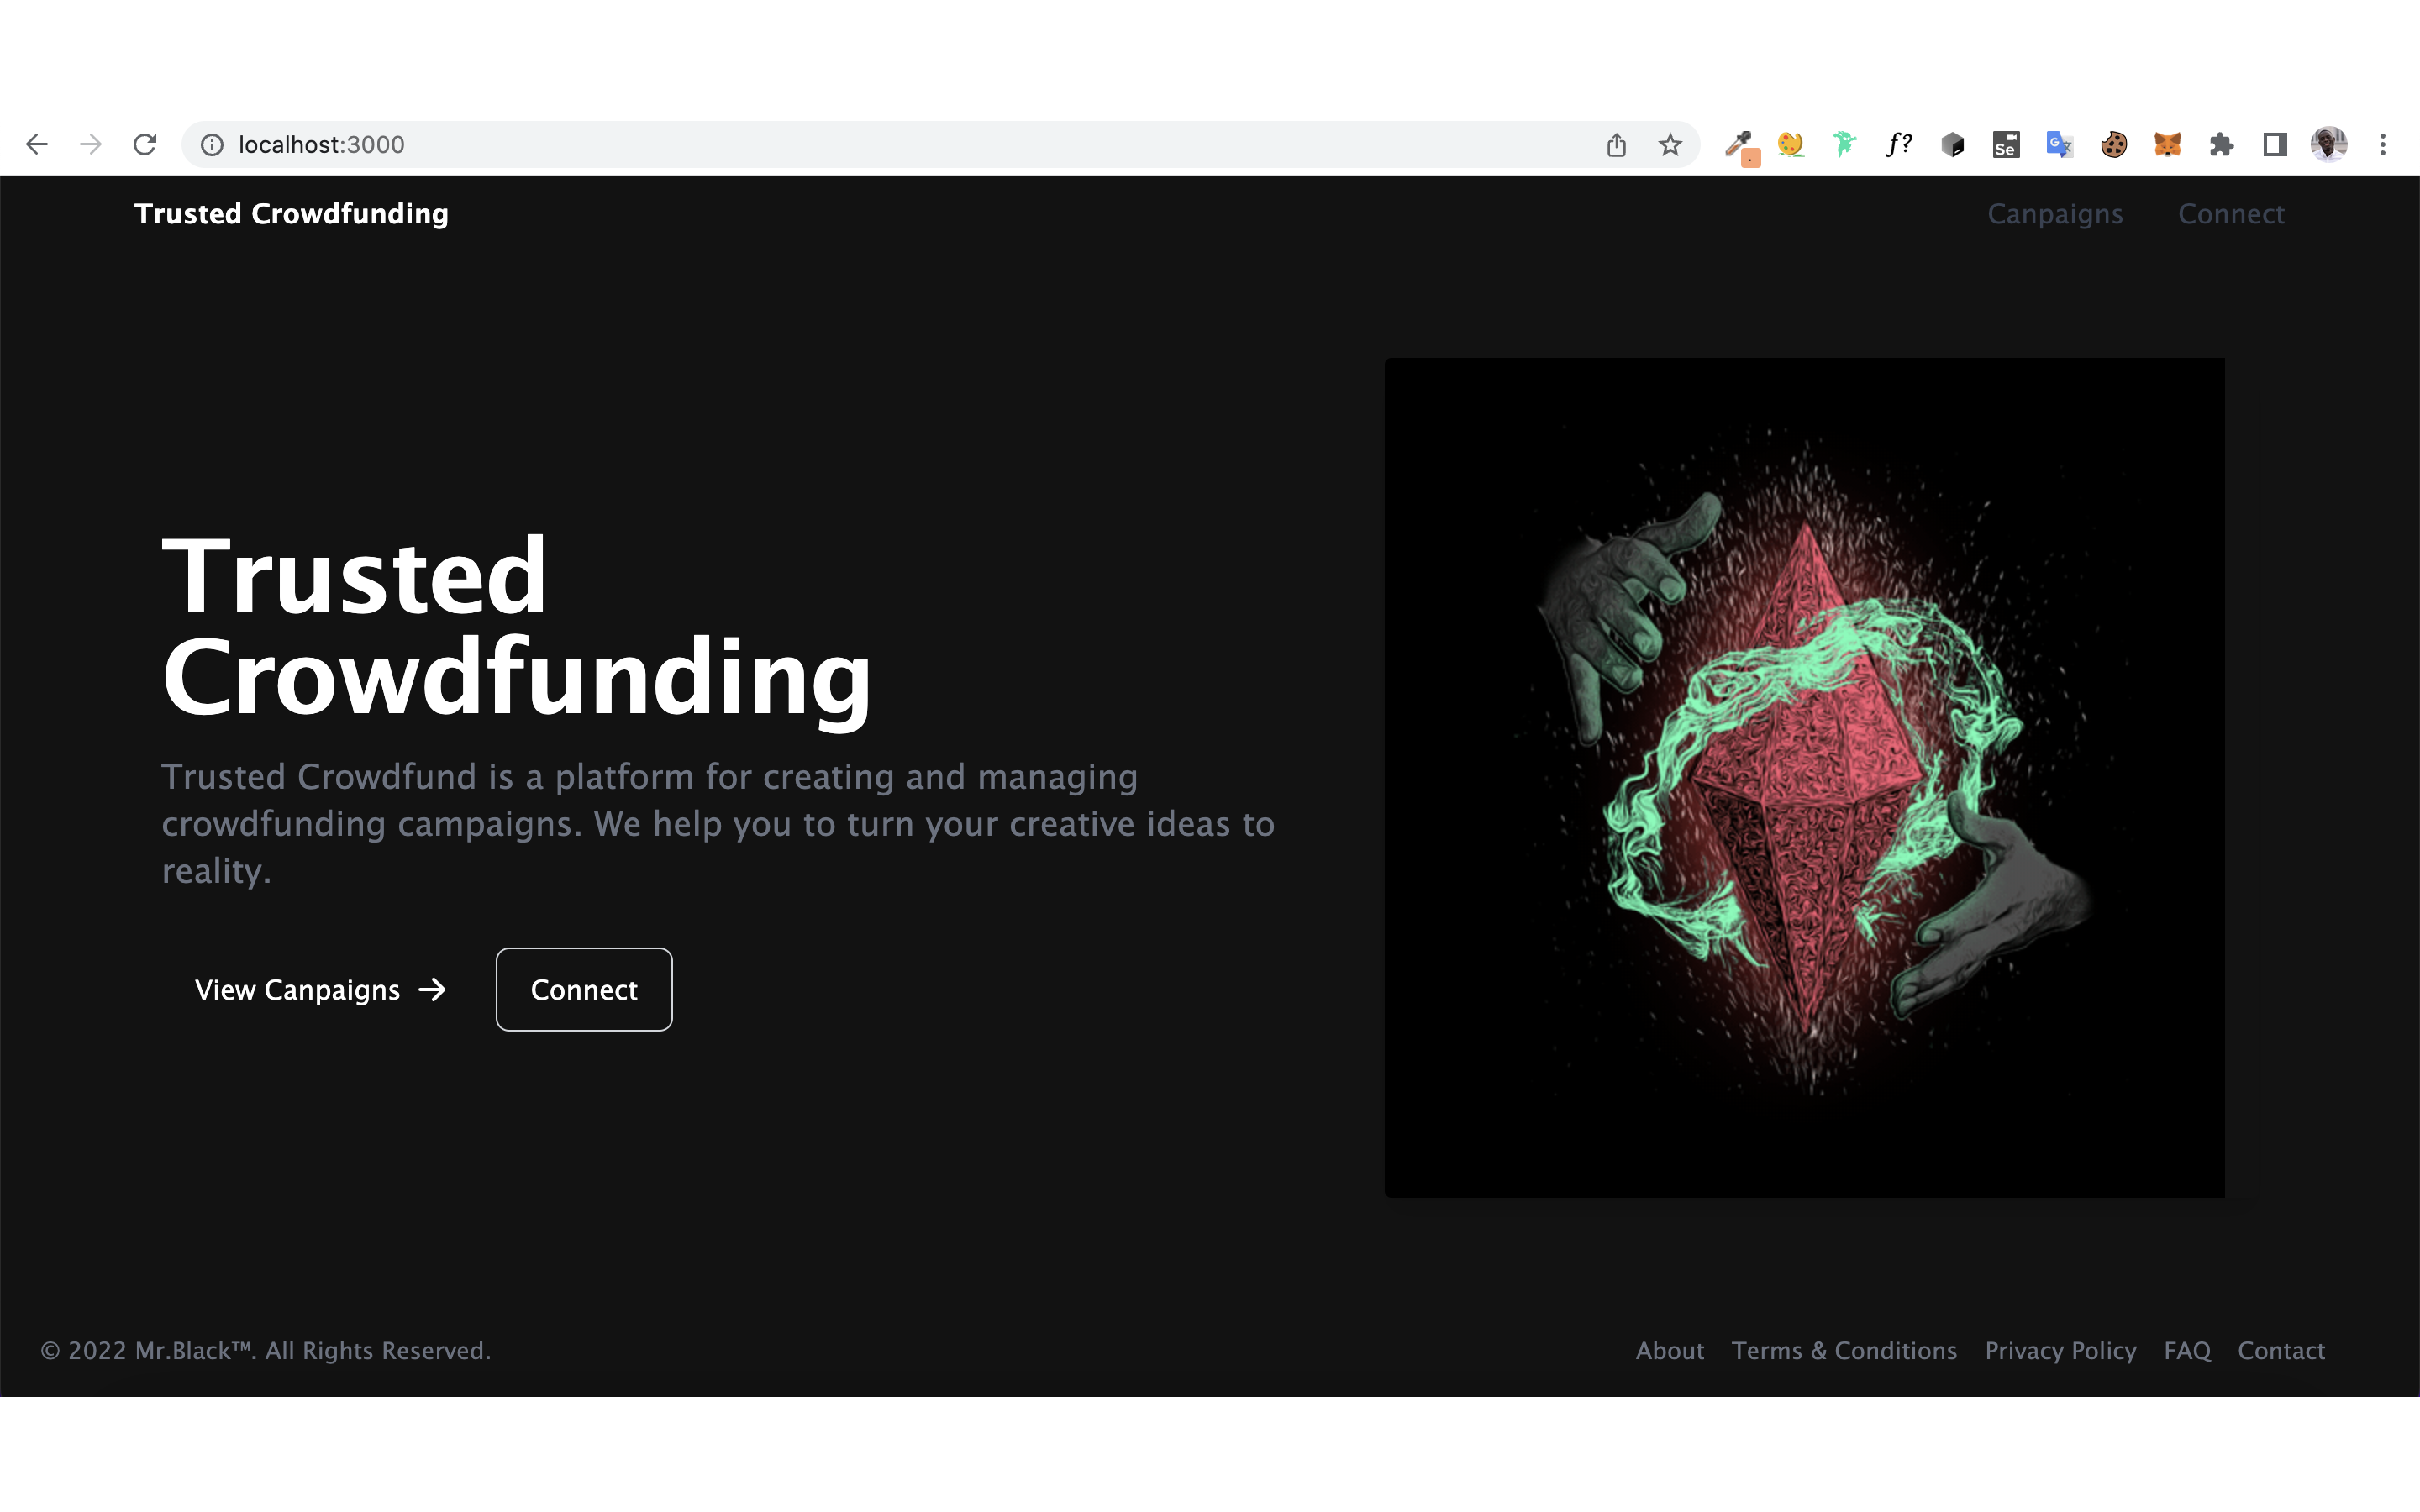 localhost:3000
f?
Se
G
Trusted Crowdfunding
Canpaigns
Connect
Trusted
Crowdfunding
Trusted Crowdfund is a platform for creating and managing
crowdfunding campaigns. We help you to turn your creative ideas to
reality.
View Canpaigns →
Connect
© 2022 Mr.Black™. All Rights Reserved.
About
Terms & Conditions
Privacy Policy
FAQ
Contact